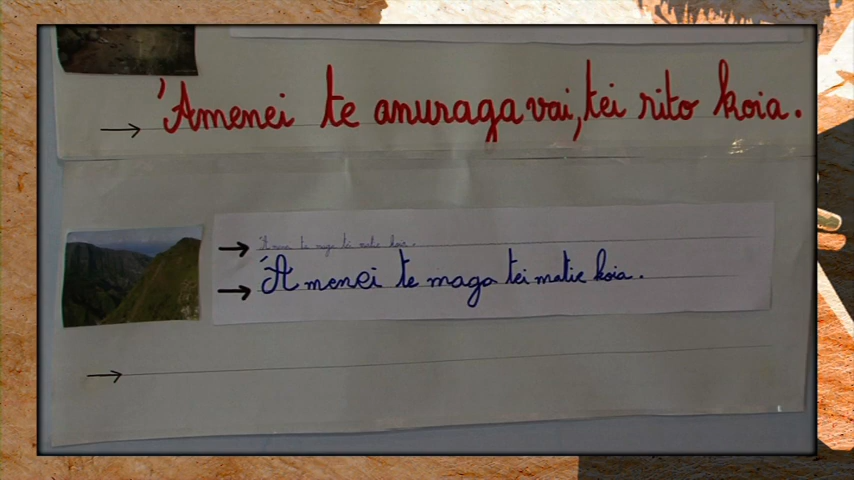 'Amenei te anuraga vai, tei rito koia.
'A menei te maga tei matie koia.